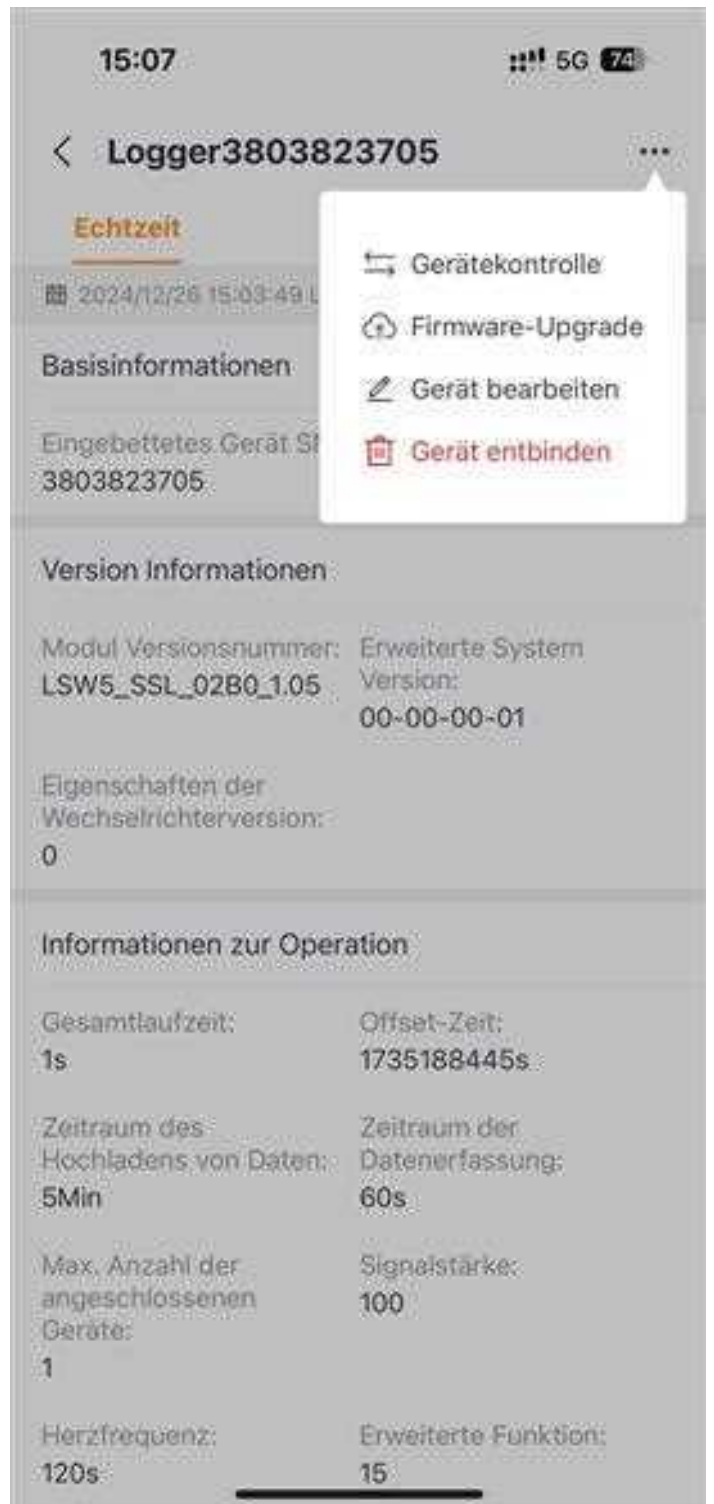 15:07
5G 74
Logger3803823705
Echtzeit
Gerätekontrolle
2024/12/26 15:03:49
Firmware-Upgrade
Basisinformationen
Gerät bearbeiten
Eingebettetes Gerät
Gerät entbinden
3803823705
Version Informationen
Modul Versionsnummer: Erweiterte System
LSW5_SSL_02B0_1.05 Version:
00-00-00-01
Eigenschaften der
Wechselrichterversion:
0
Informationen zur Operation
Gesamtlaufzeit: Offset-Zeit:
1s 1735188445s
Zeitraum des Zeitraum der
Hochladens von Daten: Datenerfassung:
5Min 60s
Max. Anzahl der Signalstärke:
angeschlossenen 100
Geräte:
1
Herzfrequenz: Erweiterte Funktion:
120s 15